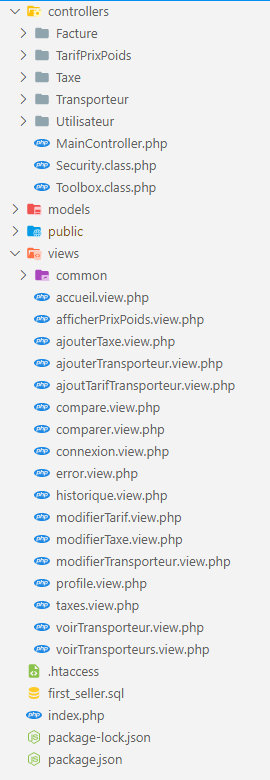 controllers
Facture
TarifPrixPoids
Taxe
Transporteur
Utilisateur
MainController.php
Security.class.php
Toolbox.class.php
models
public
views
common
accueil.view.php
afficherPrixPoids.view.php
ajouterTaxe.view.php
ajouterTransporteur.view.php
ajoutTarifTransporteur.view.php
compare.view.php
comparer.view.php
connexion.view.php
error.view.php
historique.view.php
modifierTarif.view.php
modifierTaxe.view.php
modifierTransporteur.view.php
profile.view.php
taxes.view.php
voirTransporteur.view.php
voirTransporteurs.view.php
.htaccess
first_seller.sql
index.php
package-lock.json
package.json